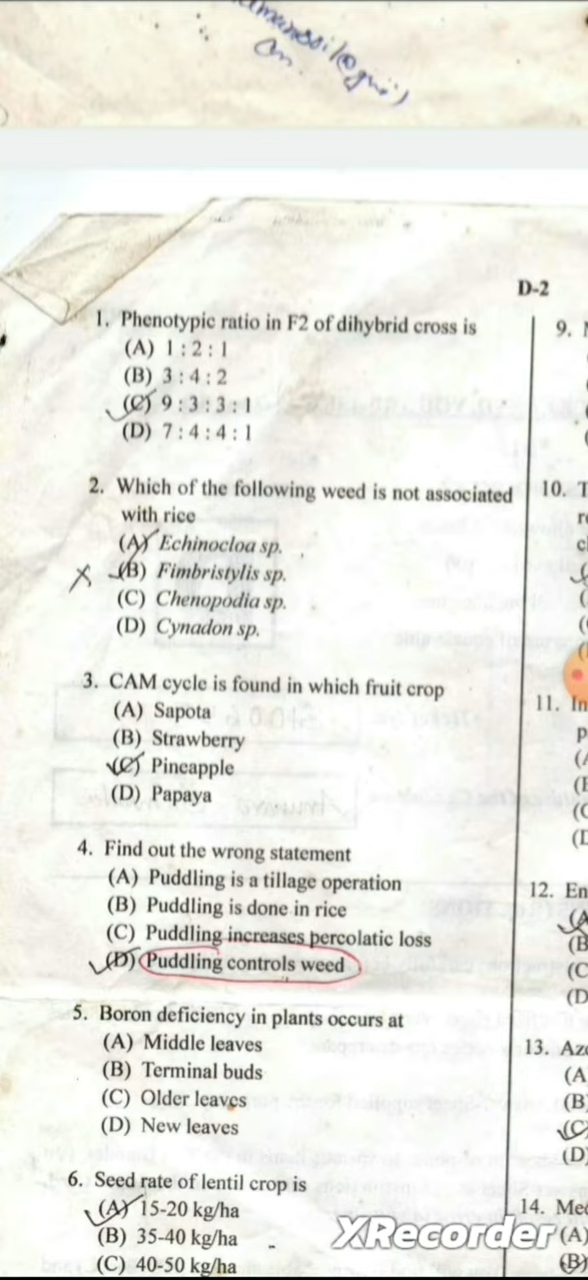 D-2
1. Phenotypic ratio in F2 of dihybrid cross is
(A) 1 : 2 : 1
(B) 3 : 4 : 2
(C) 9 : 3 : 3 : 1
(D) 7 : 4 : 4 : 1
2. Which of the following weed is not associated
with rice
(A) Echinocloa sp.
(B) Fimbristylis sp.
(C) Chenopodia sp.
(D) Cynadon sp.
3. CAM cycle is found in which fruit crop
(A) Sapota
(B) Strawberry
(C) Pineapple
(D) Papaya
4. Find out the wrong statement
(A) Puddling is a tillage operation
(B) Puddling is done in rice
(C) Puddling increases percolatic loss
(D) Puddling controls weed
5. Boron deficiency in plants occurs at
(A) Middle leaves
(B) Terminal buds
(C) Older leaves
(D) New leaves
6. Seed rate of lentil crop is
(A) 15-20 kg/ha
(B) 35-40 kg/ha
(C) 40-50 kg/ha
9.
10.
11. In
12. En
(A
(B
(C
(D
13. Azo
(A
(B
(C
(D)
14. Med
(A)
(B)
XRecorder